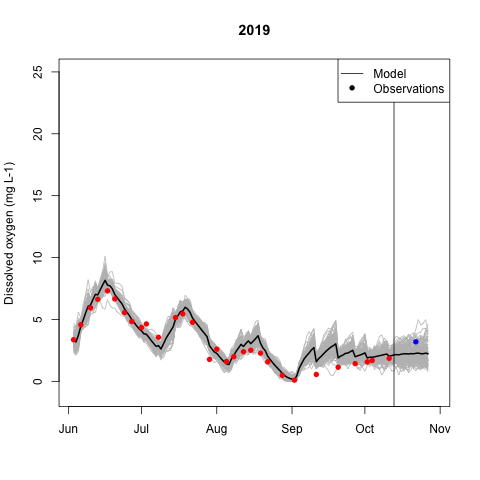 2019
Model
Observations
Dissolved oxygen (mg L-1)
25
20
15
10
5
0
Jun Jul Aug Sep Oct Nov